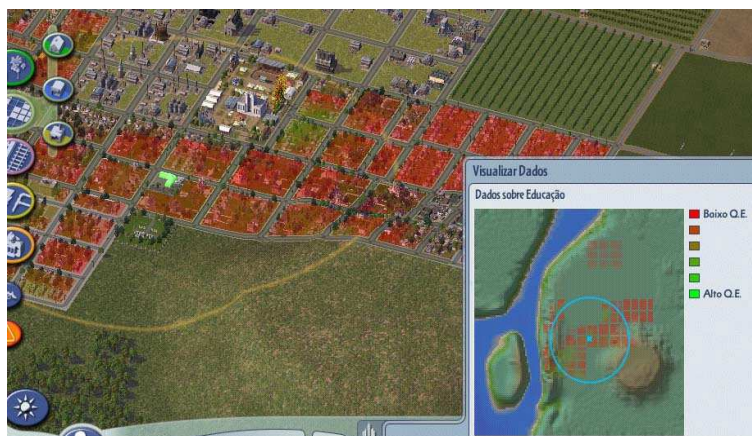 Visualizar Dados
Dados sobre Educação
Baixo Q.E.
Alto Q.E.